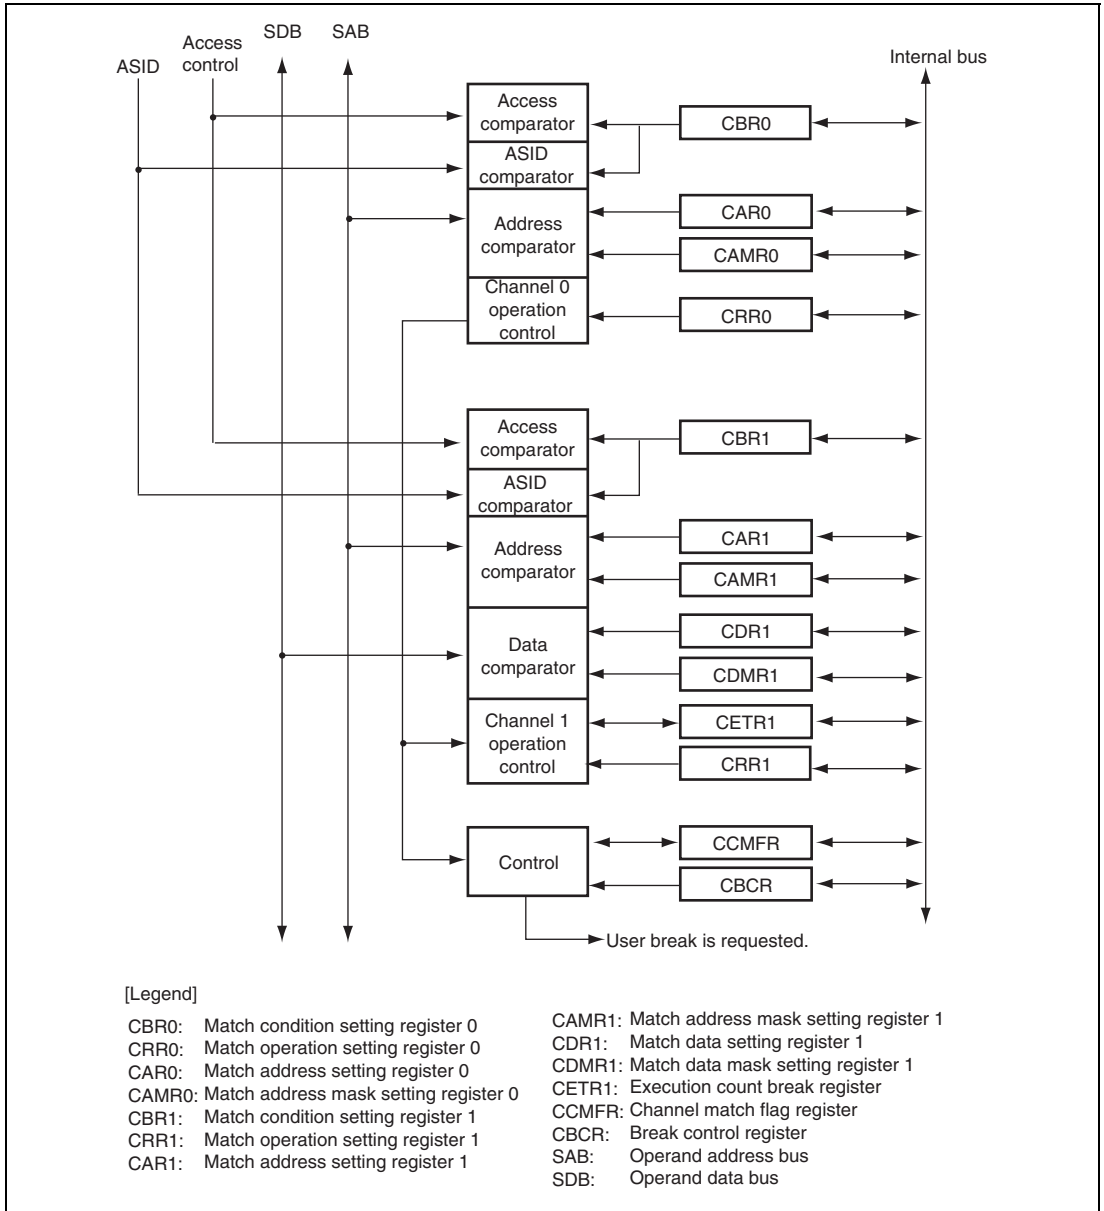 SDB
SAB
Access
control
ASID
Internal bus
Access
comparator
CBR0
ASID
comparator
CAR0
Address
comparator
CAMR0
Channel 0
operation
control
CRR0
Access
comparator
CBR1
ASID
comparator
CAR1
Address
comparator
CAMR1
CDR1
Data
comparator
CDMR1
Channel 1
operation
control
CETR1
CRR1
Control
CCMFR
CBCR
User break is requested.
[Legend]
CBR0: Match condition setting register 0
CRR0: Match operation setting register 0
CAR0: Match address setting register 0
CAMR0: Match address mask setting register 0
CBR1: Match condition setting register 1
CRR1: Match operation setting register 1
CAR1: Match address setting register 1
CAMR1: Match address mask setting register 1
CDR1: Match data setting register 1
CDMR1: Match data mask setting register 1
CETR1: Execution count break register
CCMFR: Channel match flag register
CBCR: Break control register
SAB: Operand address bus
SDB: Operand data bus